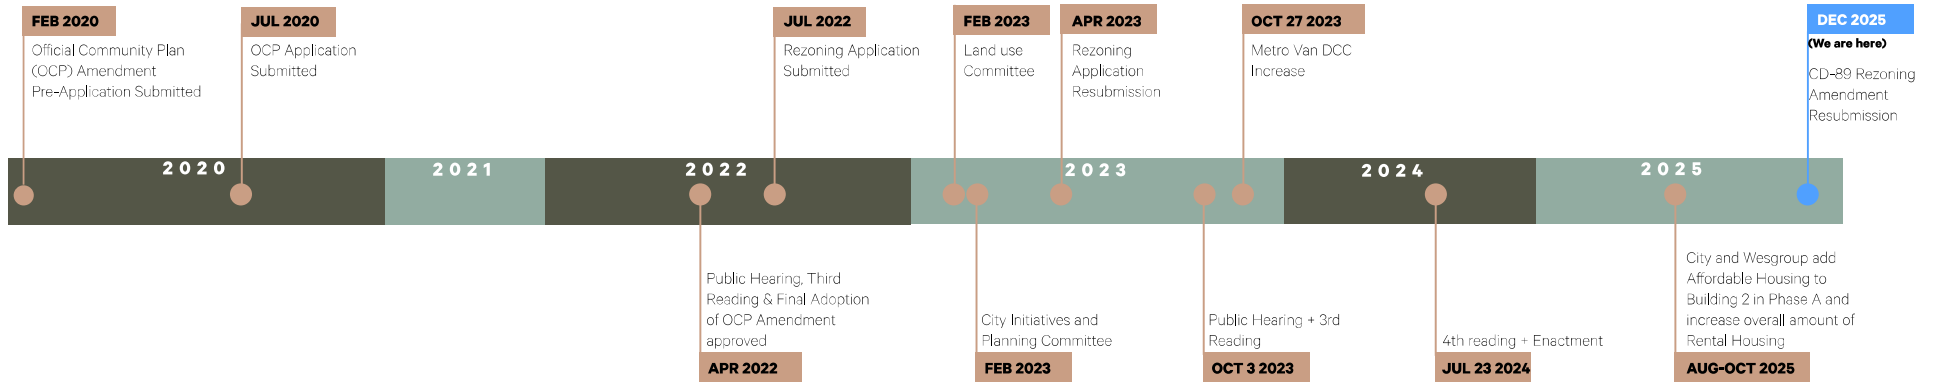 FEB 2020
Official Community Plan
(OCP) Amendment
Pre-Application Submitted
JUL 2020
OCP Application
Submitted
JUL 2022
Rezoning Application
Submitted
FEB 2023
Land use
Committee
APR 2023
Rezoning
Application
Resubmission
OCT 27 2023
Metro Van DCC
Increase
DEC 2025
(We are here)
CD-89 Rezoning
Amendment
Resubmission
2020
2021
2022
2023
2024
2025
Public Hearing, Third
Reading & Final Adoption
of OCP Amendment
approved
APR 2022
City Initiatives and
Planning Committee
FEB 2023
Public Hearing + 3rd
Reading
OCT 3 2023
4th reading + Enactment
JUL 23 2024
City and Wesgroup add
Affordable Housing to
Building 2 in Phase A and
increase overall amount of
Rental Housing
AUG-OCT 2025